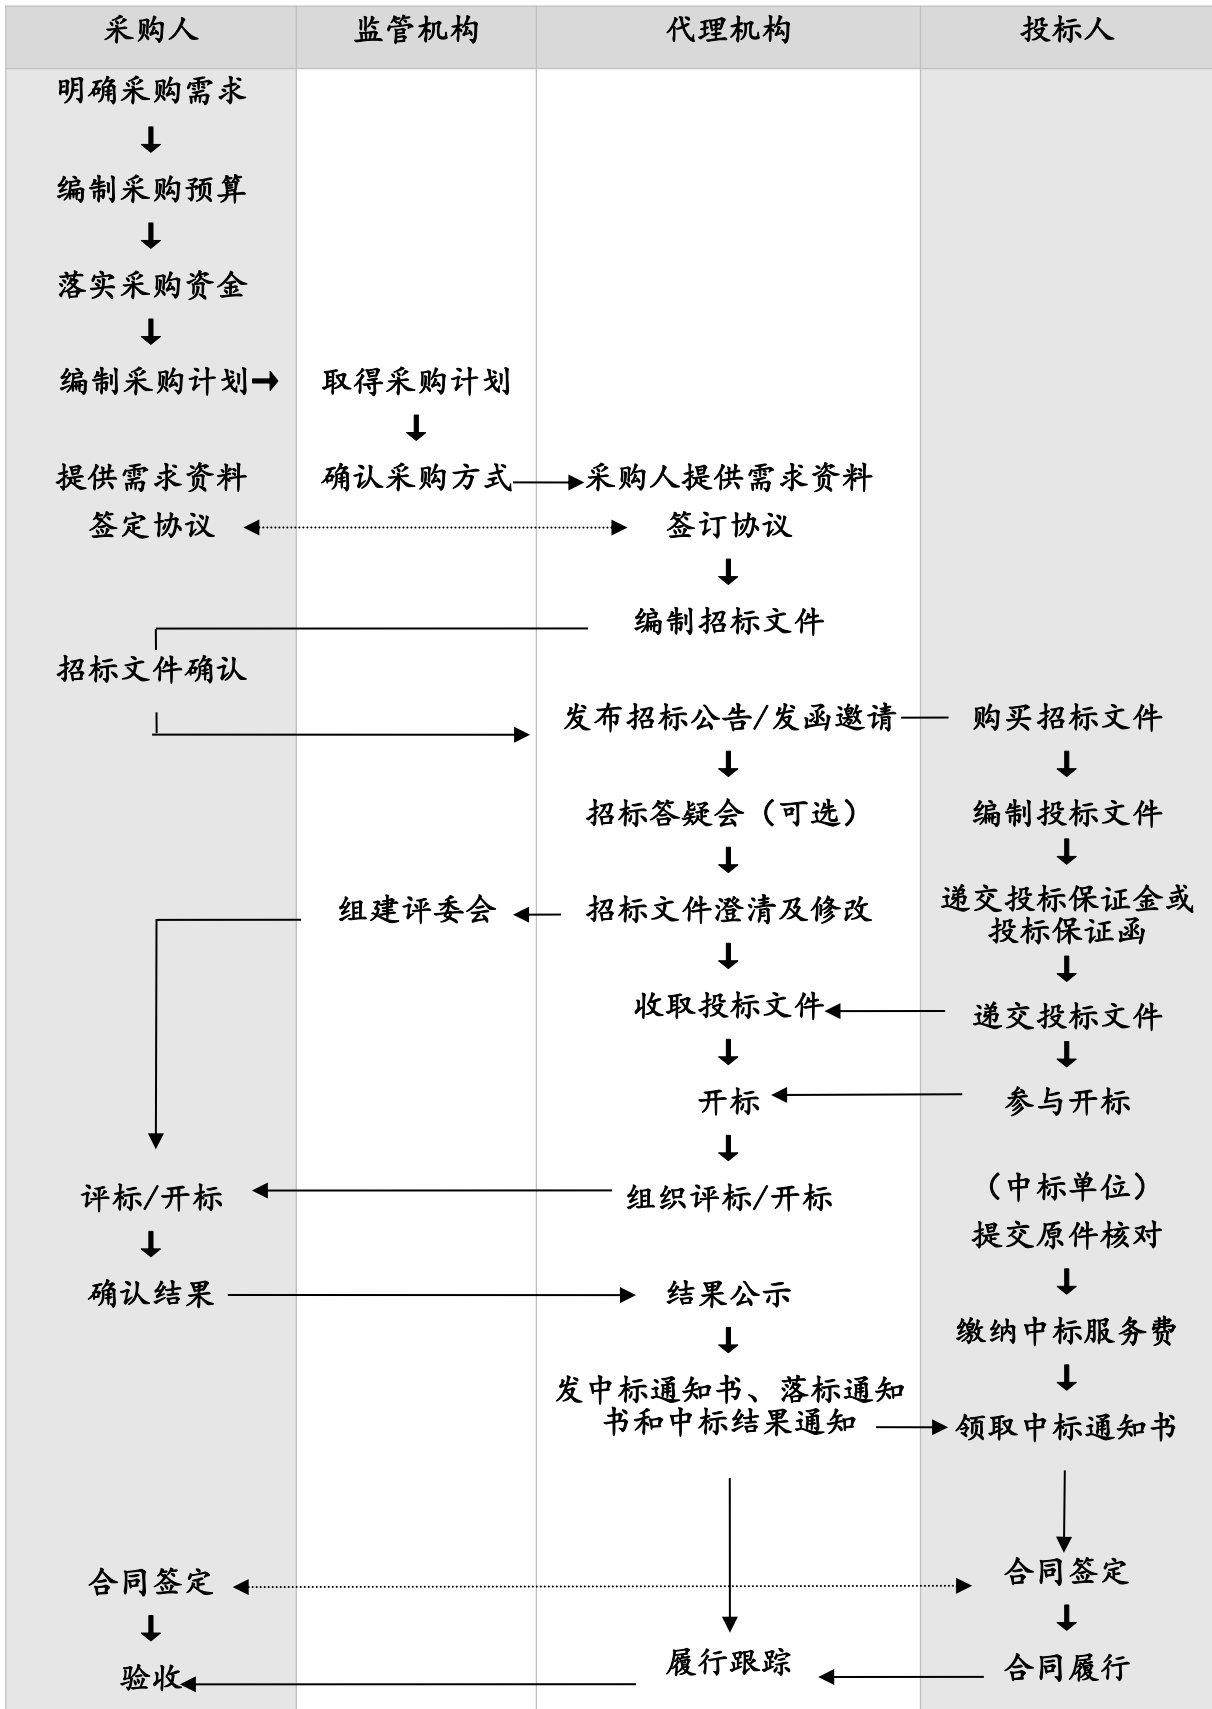 采购人 监管机构 代理机构 投标人
明确采购需求
编制采购预算
落实采购资金
编制采购计划 取得采购计划
提供需求资料 确认采购方式 采购人提供需求资料
签定协议 签订协议
编制招标文件
招标文件确认
发布招标公告/发函邀请 购买招标文件
招标答疑会（可选） 编制投标文件
组建评委会 招标文件澄清及修改 递交投标保证金或
投标保证函
收取投标文件 递交投标文件
开标 参与开标
评标/开标 组织评标/开标 （中标单位）
提交原件核对
确认结果 结果公示
缴纳中标服务费
发中标通知书、落标通知
书和中标结果通知 领取中标通知书
合同签定 合同签定
验收 履行跟踪 合同履行